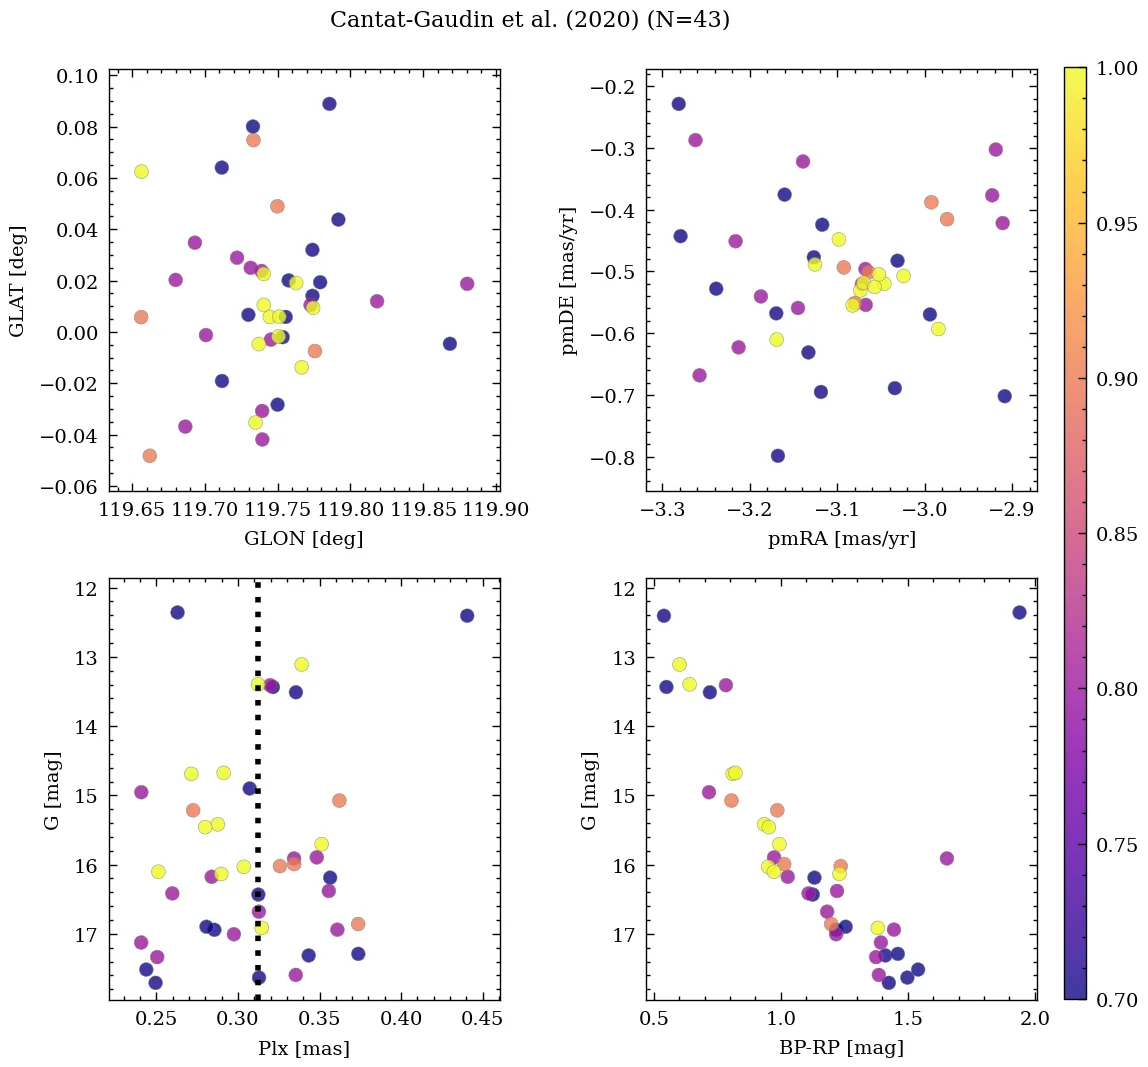 Cantat-Gaudin et al. (2020) (N=43)
0.10
0.08
0.06
0.04
0.02
0.00
−0.02
−0.04
−0.06
GLAT [deg]
119.65 119.70 119.75 119.80 119.85 119.90
GLON [deg]
−0.2
−0.3
−0.4
−0.5
−0.6
−0.7
−0.8
pmDE [mas/yr]
−3.3 −3.2 −3.1 −3.0 −2.9
pmRA [mas/yr]
12
13
14
15
16
17
G [mag]
0.25 0.30 0.35 0.40 0.45
Plx [mas]
12
13
14
15
16
17
G [mag]
0.5 1.0 1.5 2.0
BP-RP [mag]
1.00
0.95
0.90
0.85
0.80
0.75
0.70